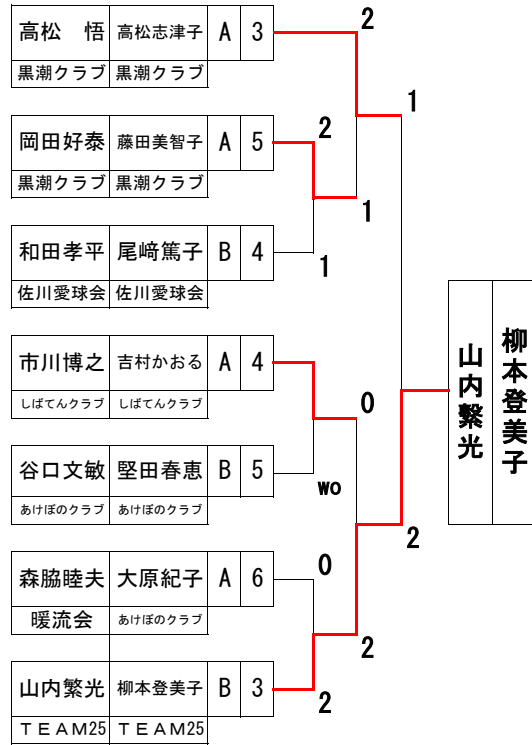 高松　悟 高松志津子 A 3
黒潮クラブ 黒潮クラブ
2
1
岡田好泰 藤田美智子 A 5
黒潮クラブ 黒潮クラブ
2
1
和田孝平 尾﨑篤子 B 4
佐川愛球会 佐川愛球会
1
市川博之 吉村かおる A 4
しばてんクラブ しばてんクラブ
0
谷口文敏 堅田春恵 B 5
あけぼのクラブ あけぼのクラブ
wo
森脇睦夫 大原紀子 A 6
暖流会 あけぼのクラブ
0
2
山内繁光 柳本登美子 B 3
ＴＥＡＭ25 ＴＥＡＭ25
2
2
柳本登美子
山内繁光